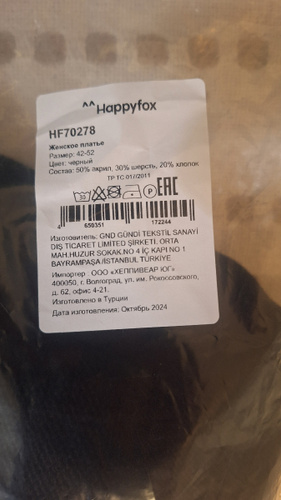 ^^Happyfox
HF70278
Женское платье
Размер: 42-52
Цвет: черный
Состав: 50% акрил, 30% шерсть, 20% хлопок
ТР ТС 017/2011
EAC
2 650351 172244
Изготовитель: GND GÜNDİ TEKSTIL SANAYİ
DIŞ TİCARET LİMİTED ŞİRKETİ, ORTA
MAH.HUZUR SOKAK.NO 4 İÇ KAPI NO 1
BAYRAMPAŞA /İSTANBUL TÜRKİYE
Импортер ООО «ХЕППИВЕАР ЮГ»
400050, г. Волгоград, ул. им. Рокоссовского,
д. 62, офис 4-21.
Изготовлено в Турции
Дата изготовления: Октябрь 2024